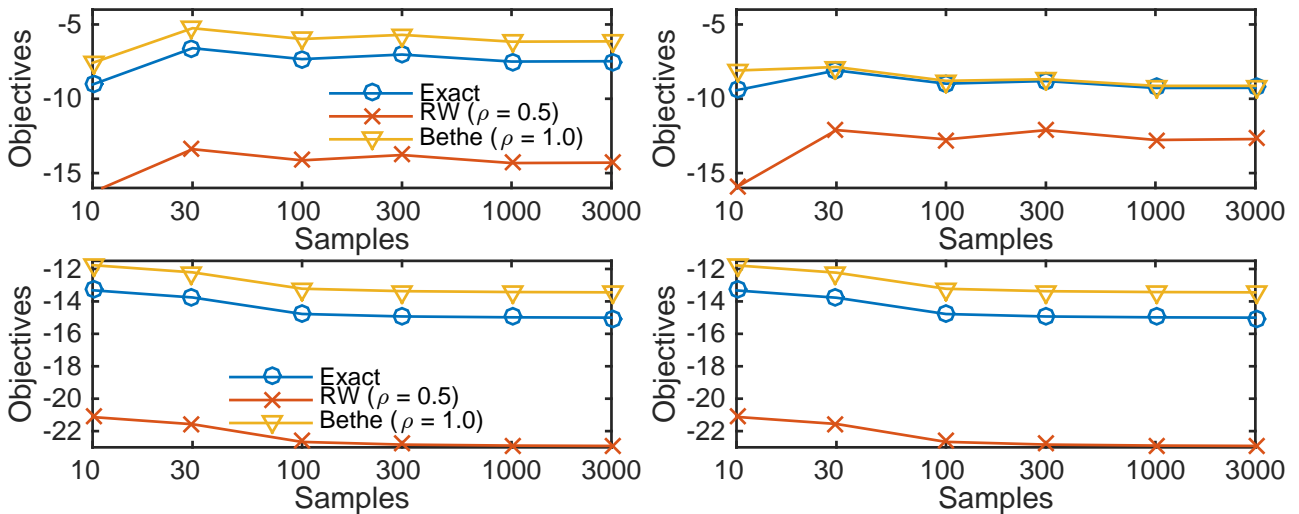 -5
-10
-15
Objectives
Exact
RW (ρ = 0.5)
Bethe (ρ = 1.0)
10 30 100 300 1000 3000
Samples
-5
-10
-15
Objectives
10 30 100 300 1000 3000
Samples
-12
-14
-16
-18
-20
-22
Objectives
Exact
RW (ρ = 0.5)
Bethe (ρ = 1.0)
10 30 100 300 1000 3000
Samples
-12
-14
-16
-18
-20
-22
Objectives
10 30 100 300 1000 3000
Samples